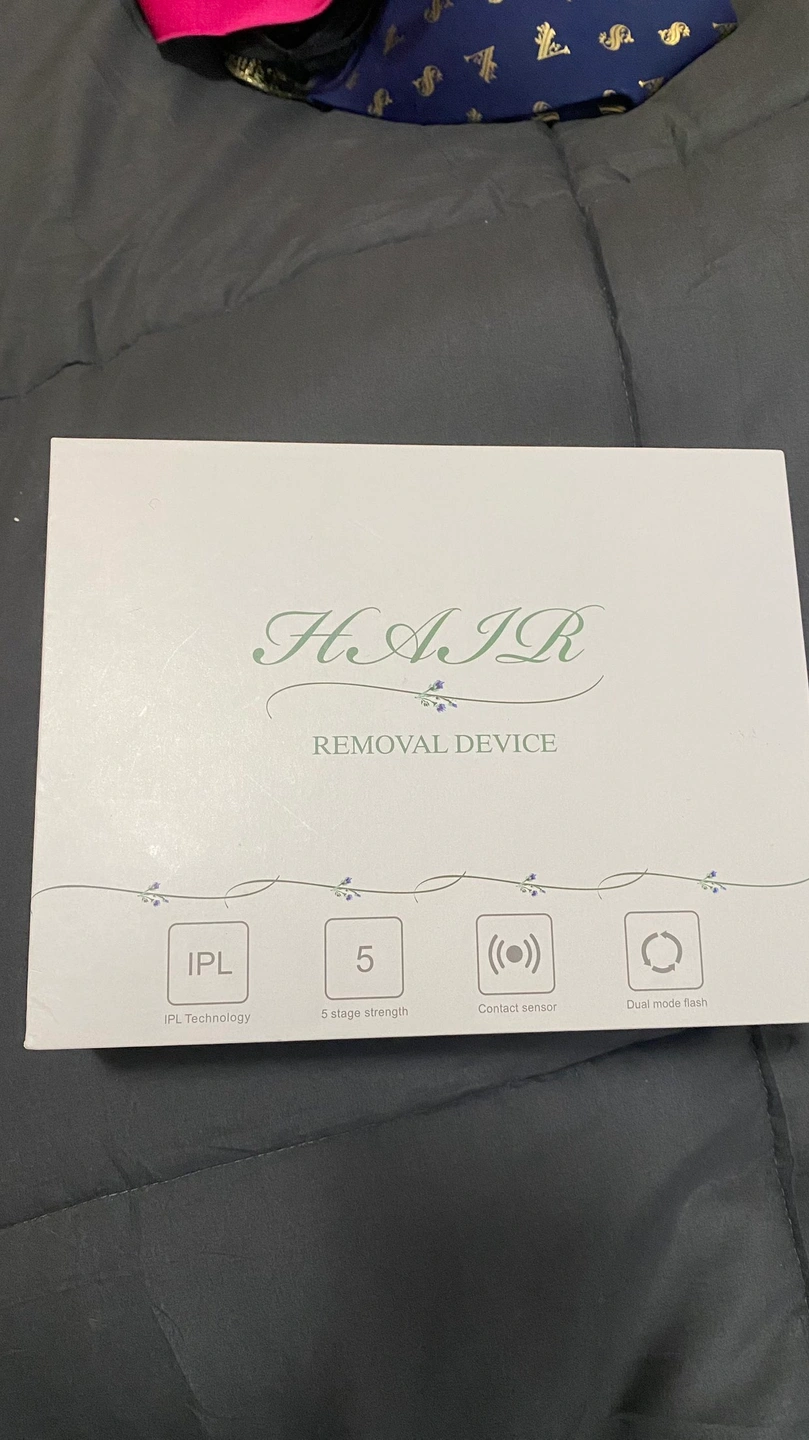 HAIR
REMOVAL DEVICE
IPL
5
IPL Technology
5 stage strength
Contact sensor
Dual mode flash